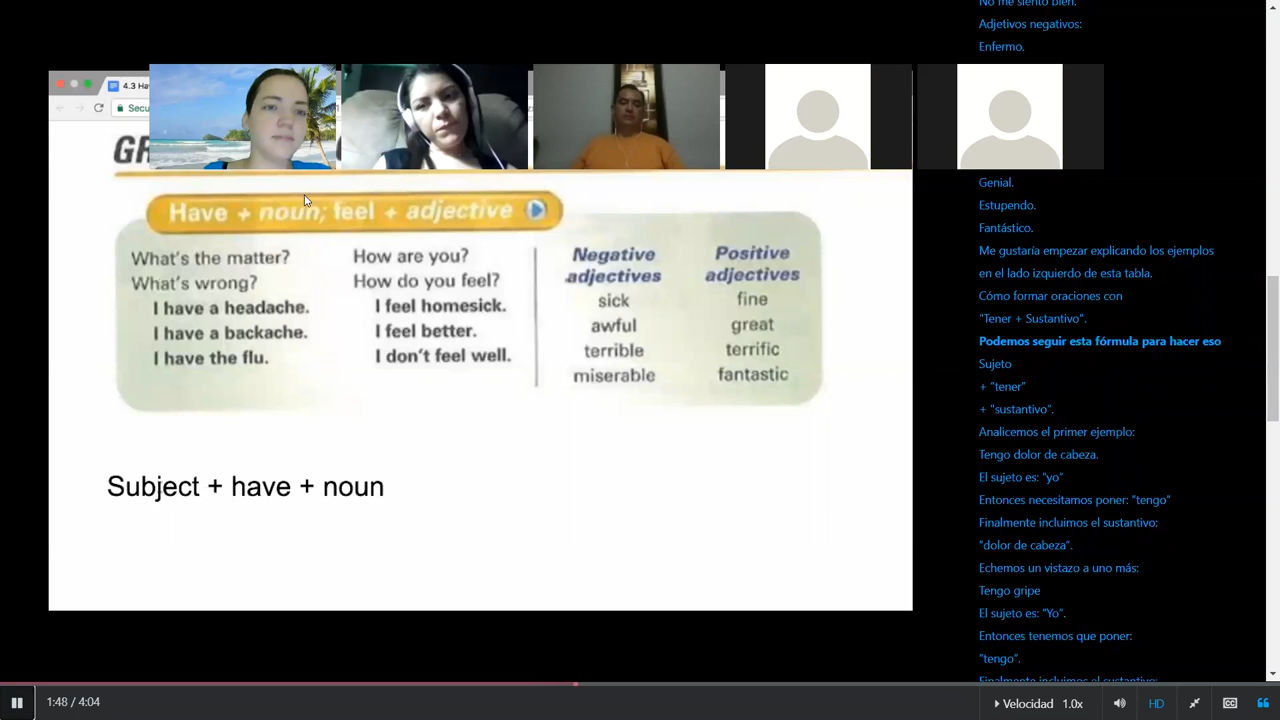 4.3 Ha
Secu
GR
Have + noun; feel + adjective
What's the matter?
What's wrong?
I have a headache.
I have a backache.
I have the flu.
How are you?
How do you feel?
I feel homesick.
I feel better.
I don't feel well.
Negative
adjectives
sick
awful
terrible
miserable
Positive
adjectives
fine
great
terrific
fantastic
Subject + have + noun
No me siento bien.
Adjetivos negativos:
Enfermo.
Genial.
Estupendo.
Fantástico.
Me gustaría empezar explicando los ejemplos
en el lado izquierdo de esta tabla.
Cómo formar oraciones con
"Tener + Sustantivo".
Podemos seguir esta fórmula para hacer eso
Sujeto
+ "tener"
+ "sustantivo".
Analicemos el primer ejemplo:
Tengo dolor de cabeza.
El sujeto es: "yo"
Entonces necesitamos poner: "tengo"
Finalmente incluimos el sustantivo:
"dolor de cabeza".
Echemos un vistazo a uno más:
Tengo gripe
El sujeto es: "Yo".
Entonces tenemos que poner:
"tengo".
Finalmente incluimos el sustantivo:
1:48 / 4:04
Velocidad 1.0x
HD
CC